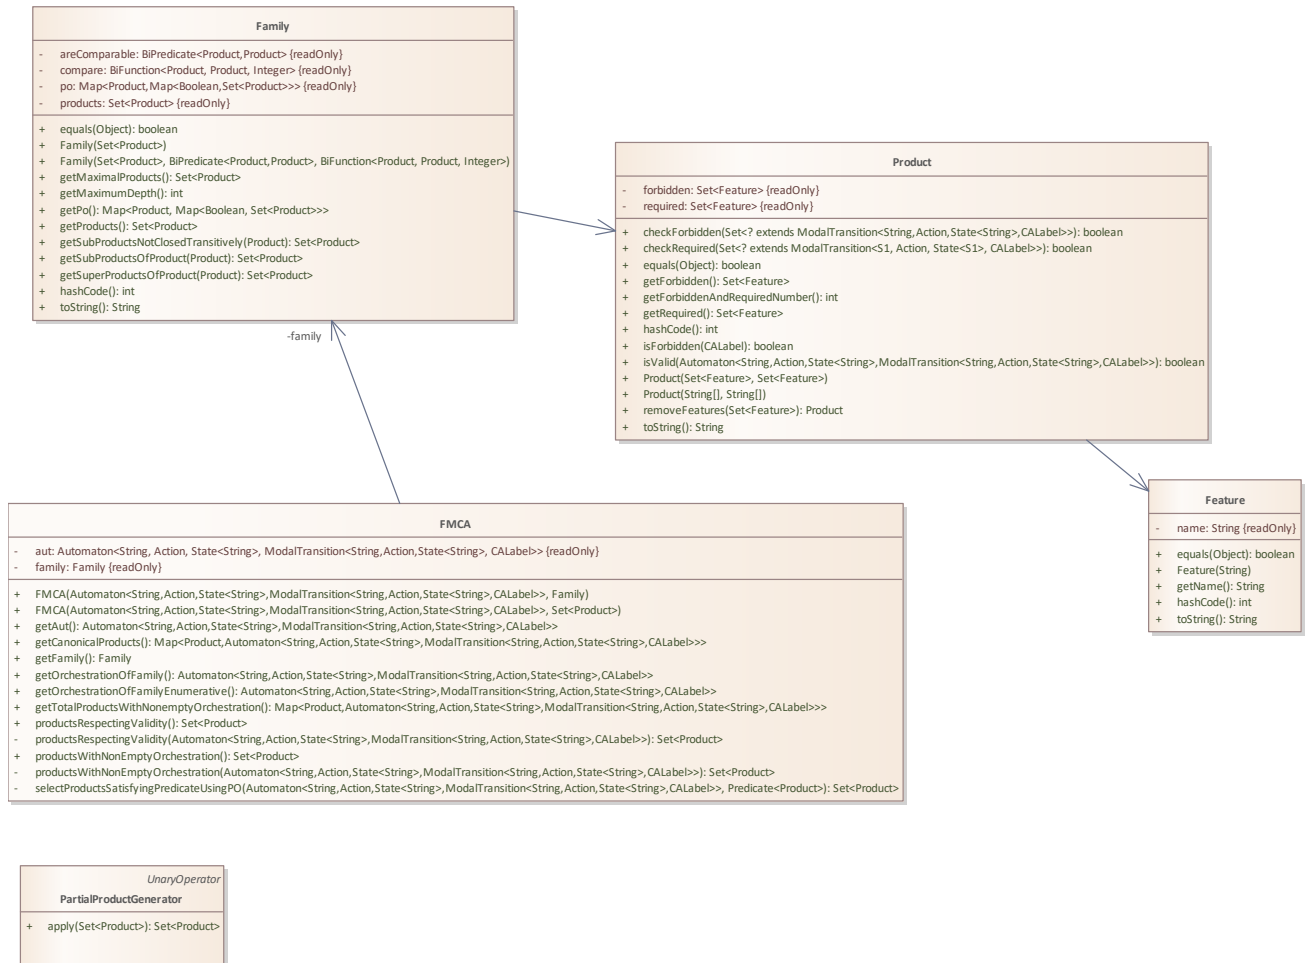 Family
- areComparable: BiPredicate<Product,Product> {readOnly}
- compare: BiFunction<Product, Product, Integer> {readOnly}
- po: Map<Product,Map<Boolean,Set<Product>>> {readOnly}
- products: Set<Product> {readOnly}
+ equals(Object): boolean
+ Family(Set<Product>)
+ Family(Set<Product>, BiPredicate<Product,Product>, BiFunction<Product, Product, Integer>)
+ getMaximalProducts(): Set<Product>
+ getMaximumDepth(): int
+ getPo(): Map<Product, Map<Boolean, Set<Product>>>
+ getProducts(): Set<Product>
+ getSubProductsNotClosedTransitively(Product): Set<Product>
+ getSubProductsOfProduct(Product): Set<Product>
+ getSuperProductsOfProduct(Product): Set<Product>
+ hashCode(): int
+ toString(): String
Product
- forbidden: Set<Feature> {readOnly}
- required: Set<Feature> {readOnly}
+ checkForbidden(Set<? extends ModalTransition<String,Action,State<String>,CALabel>>): boolean
+ checkRequired(Set<? extends ModalTransition<S1, Action, State<S1>, CALabel>>): boolean
+ equals(Object): boolean
+ getForbidden(): Set<Feature>
+ getForbiddenAndRequiredNumber(): int
+ getRequired(): Set<Feature>
+ hashCode(): int
+ isForbidden(CALabel): boolean
+ isValid(Automaton<String,Action,State<String>,ModalTransition<String,Action,State<String>,CALabel>>): boolean
+ Product(Set<Feature>, Set<Feature>)
+ Product(String[], String[])
+ removeFeatures(Set<Feature>): Product
+ toString(): String
-family
Feature
- name: String {readOnly}
+ equals(Object): boolean
+ Feature(String)
+ getName(): String
+ hashCode(): int
+ toString(): String
FMCA
- aut: Automaton<String, Action, State<String>, ModalTransition<String,Action,State<String>, CALabel>> {readOnly}
- family: Family {readOnly}
+ FMCA(Automaton<String,Action,State<String>,ModalTransition<String,Action,State<String>,CALabel>>, Family)
+ FMCA(Automaton<String,Action,State<String>,ModalTransition<String,Action,State<String>,CALabel>>, Set<Product>)
+ getAut(): Automaton<String,Action,State<String>,ModalTransition<String,Action,State<String>,CALabel>>
+ getCanonicalProducts(): Map<Product,Automaton<String,Action,State<String>,ModalTransition<String,Action,State<String>,CALabel>>>
+ getFamily(): Family
+ getOrchestrationOfFamily(): Automaton<String,Action,State<String>,ModalTransition<String,Action,State<String>,CALabel>>
+ getOrchestrationOfFamilyEnumerative(): Automaton<String,Action,State<String>,ModalTransition<String,Action,State<String>,CALabel>>
+ getTotalProductsWithNonemptyOrchestration(): Map<Product,Automaton<String,Action,State<String>,ModalTransition<String,Action,State<String>,CALabel>>>
+ productsRespectingValidity(): Set<Product>
- productsRespectingValidity(Automaton<String,Action,State<String>,ModalTransition<String,Action,State<String>,CALabel>>): Set<Product>
+ productsWithNonEmptyOrchestration(): Set<Product>
- productsWithNonEmptyOrchestration(Automaton<String,Action,State<String>,ModalTransition<String,Action,State<String>,CALabel>>): Set<Product>
- selectProductsSatisfyingPredicateUsingPO(Automaton<String,Action,State<String>,ModalTransition<String,Action,State<String>,CALabel>>, Predicate<Product>): Set<Product>
UnaryOperator
PartialProductGenerator
+ apply(Set<Product>): Set<Product>